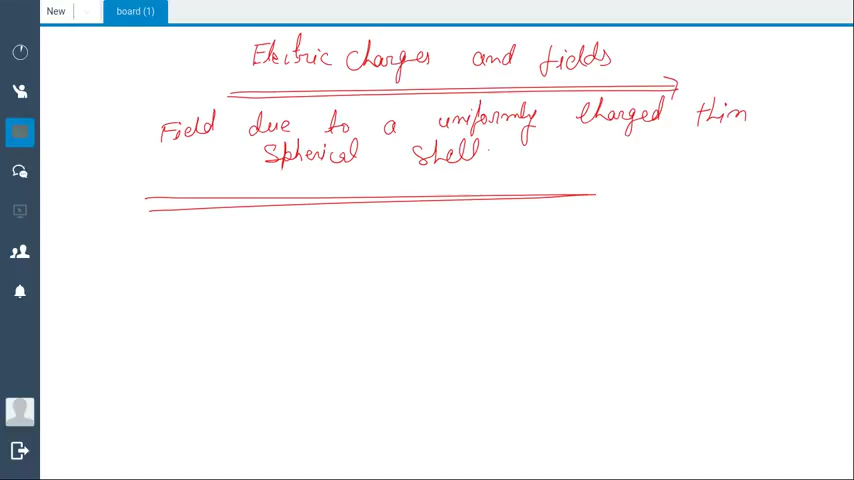 New
board (1)
Electric Charges and fields
Field due to a uniformly Charged thin
Spherical Shell.